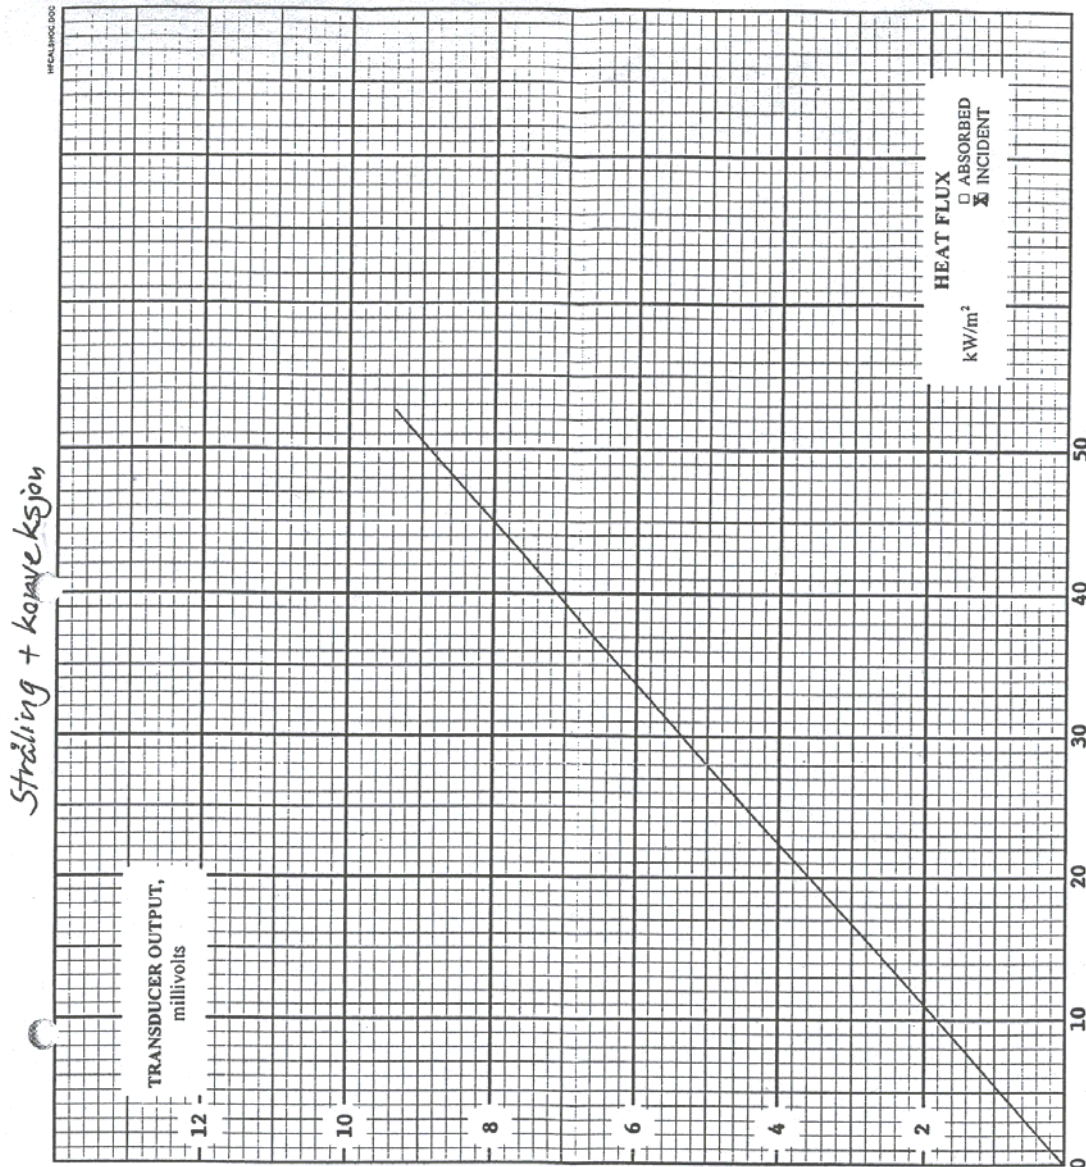 HFCALSHOC.DOC
Stråling + konveksjon
TRANSDUCER OUTPUT,
millivolts
12
10
8
6
4
2
HEAT FLUX
kW/m²
□ ABSORBED
☒ INCIDENT
0
10
20
30
40
50